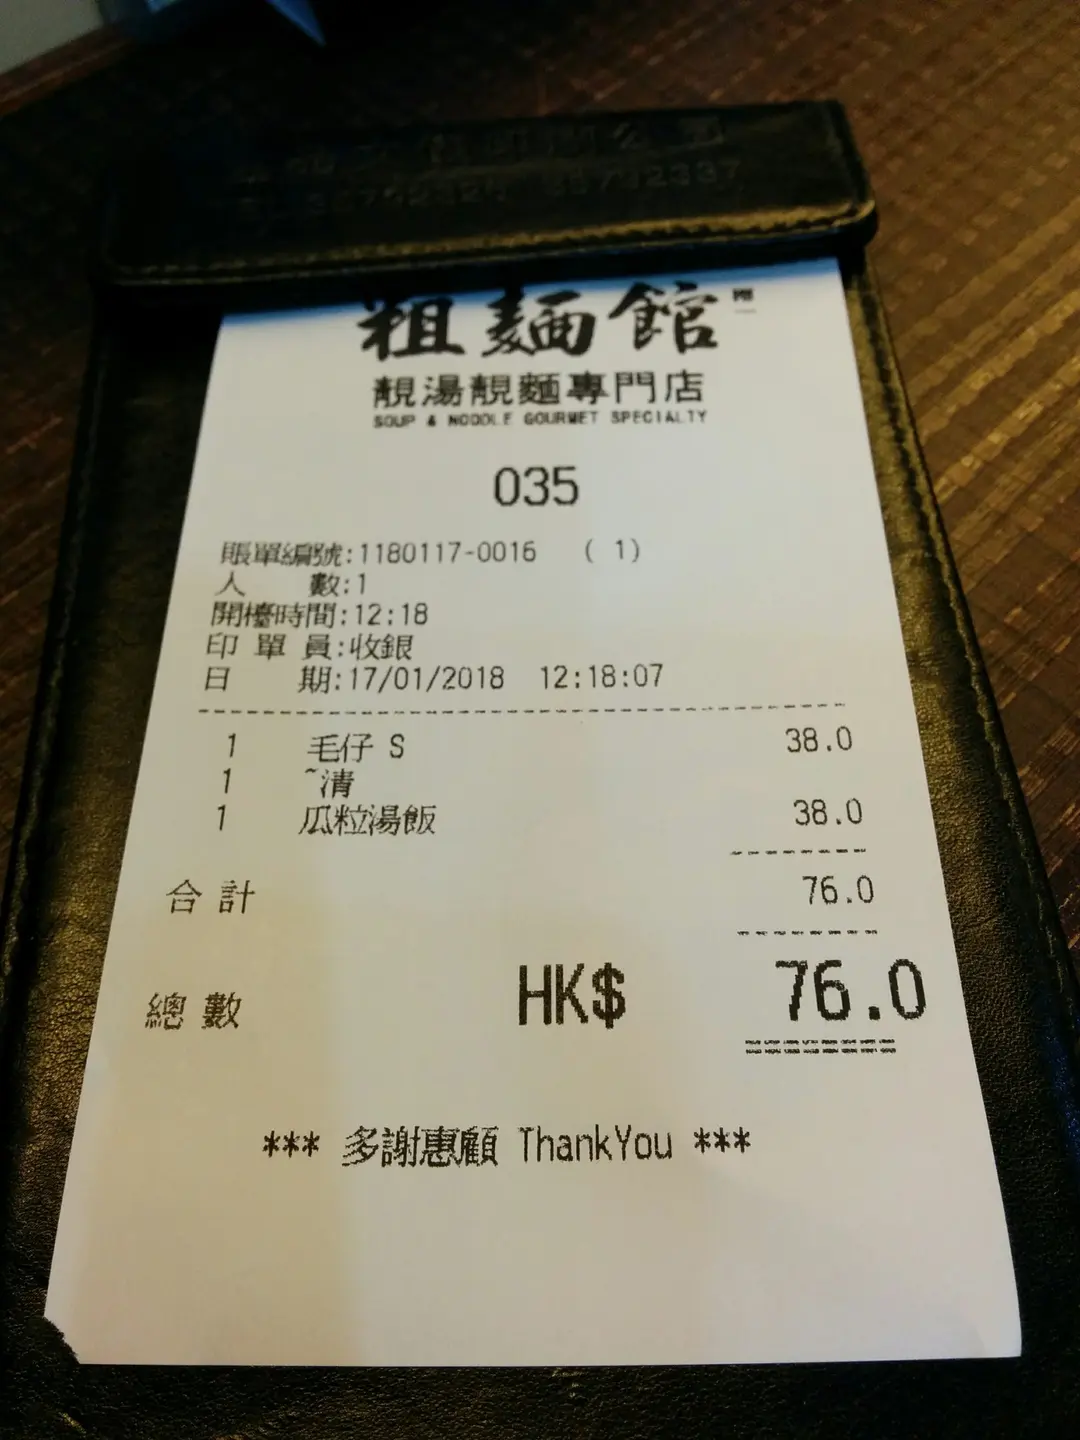 粗麵館
靚湯靚麵專門店
SOUP & NOODLE GOURMET SPECIALTY
035
賬單編號:1180117-0016 ( 1)
人 數:1
開檯時間:12:18
印 單 員:收銀
日 期:17/01/2018 12:18:07
1 毛仔 S 38.0
1 ~清
1 瓜粒湯飯 38.0
合 計 76.0
總 數 HK$ 76.0
*** 多謝惠顧 ThankYou ***